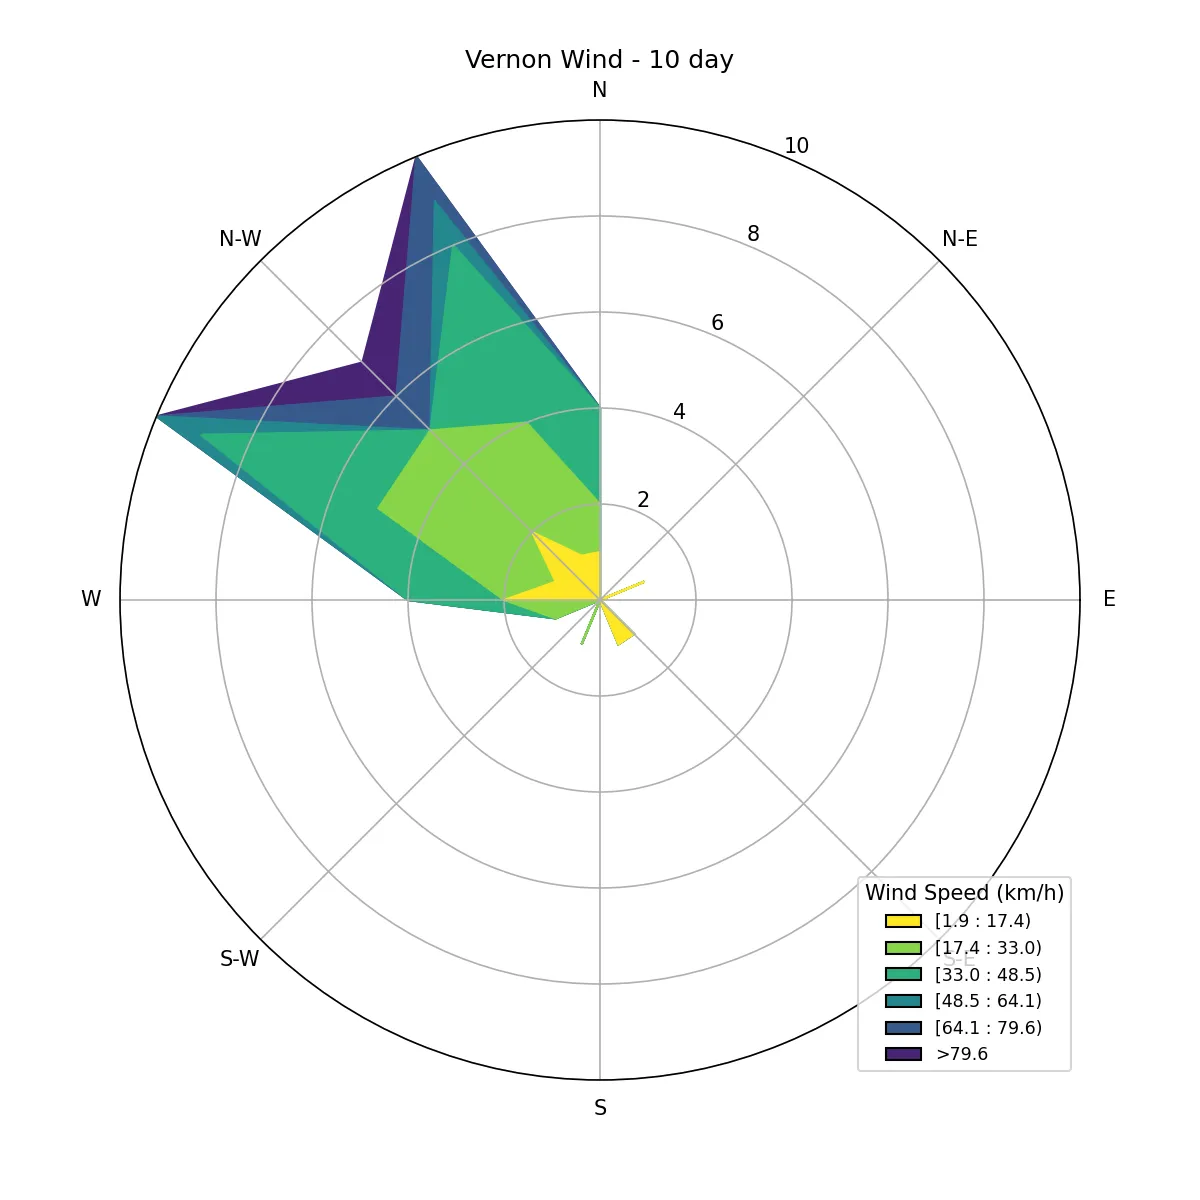 Vernon Wind - 10 day
N
10
N-W
N-E
8
6
4
2
W
E
Wind Speed (km/h)
[1.9 : 17.4)
[17.4 : 33.0)
S-W
S-E
[33.0 : 48.5)
[48.5 : 64.1)
[64.1 : 79.6)
>79.6
S